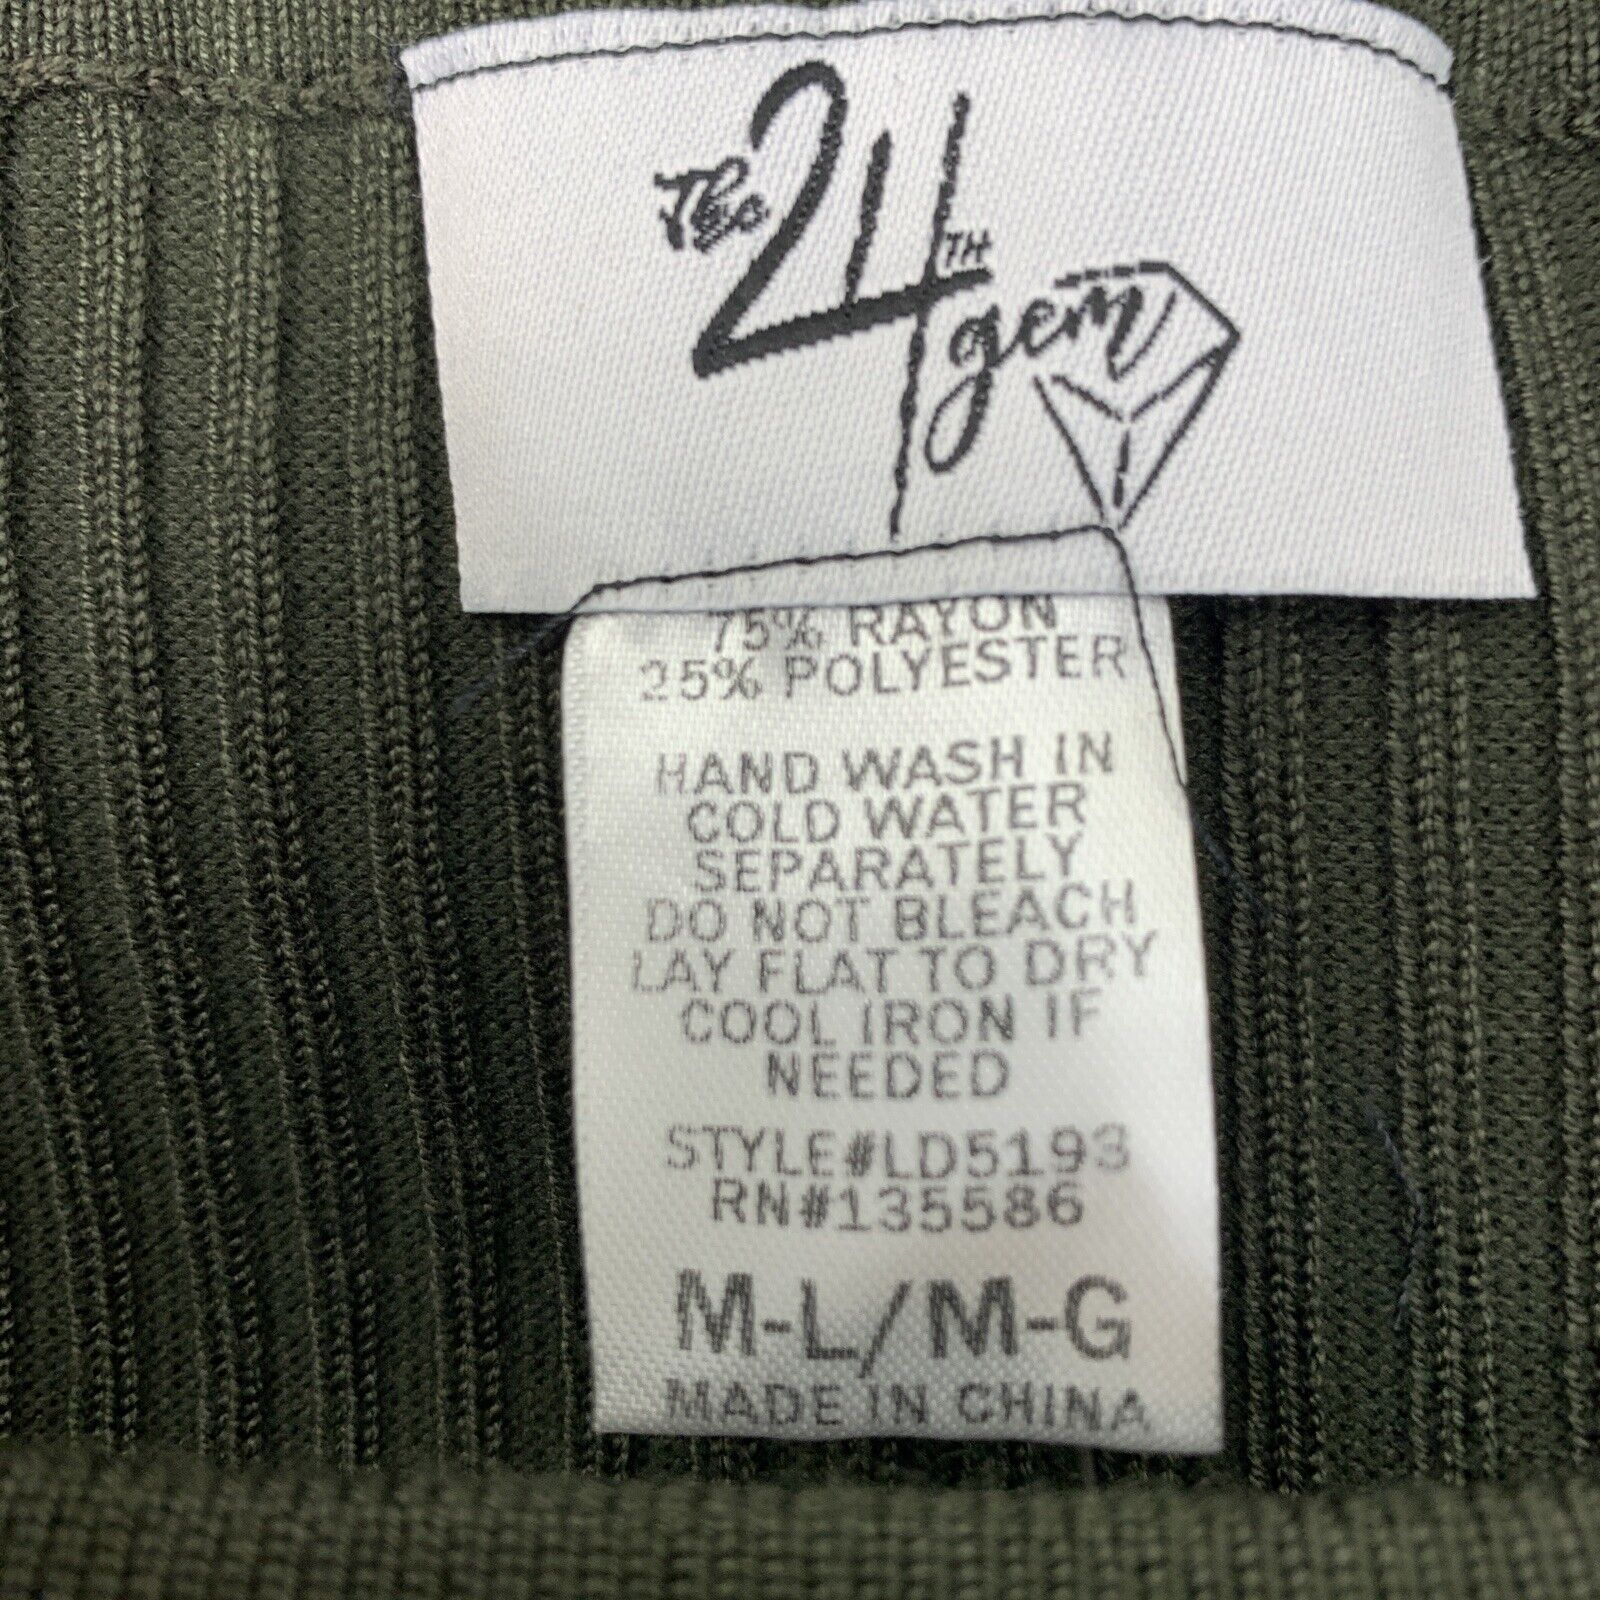 The 24TH gem
75% RAYON
25% POLYESTER
HAND WASH IN
COLD WATER
SEPARATELY
DO NOT BLEACH
LAY FLAT TO DRY
COOL IRON IF
NEEDED
STYLE#LD5193
RN#135586
M-L/M-G
MADE IN CHINA